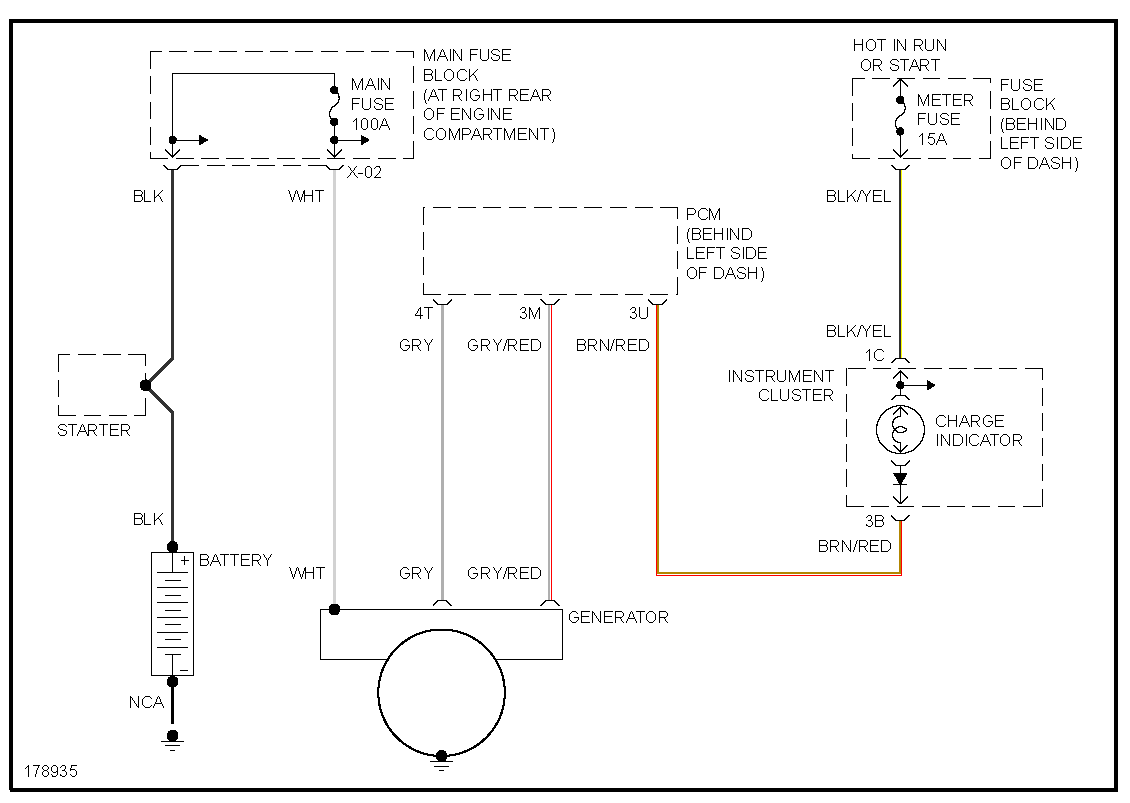 HOT IN RUN
OR START
MAIN FUSE
BLOCK
(AT RIGHT REAR
OF ENGINE
COMPARTMENT)
MAIN
FUSE
100A
X-02
METER
FUSE
15A
FUSE
BLOCK
(BEHIND
LEFT SIDE
OF DASH)
BLK
WHT
BLK/YEL
PCM
(BEHIND
LEFT SIDE
OF DASH)
4T
3M
3U
GRY
GRY/RED
BRN/RED
BLK/YEL
1C
INSTRUMENT
CLUSTER
CHARGE
INDICATOR
STARTER
3B
BRN/RED
BLK
BATTERY
+
-
WHT
GRY
GRY/RED
GENERATOR
NCA
178935